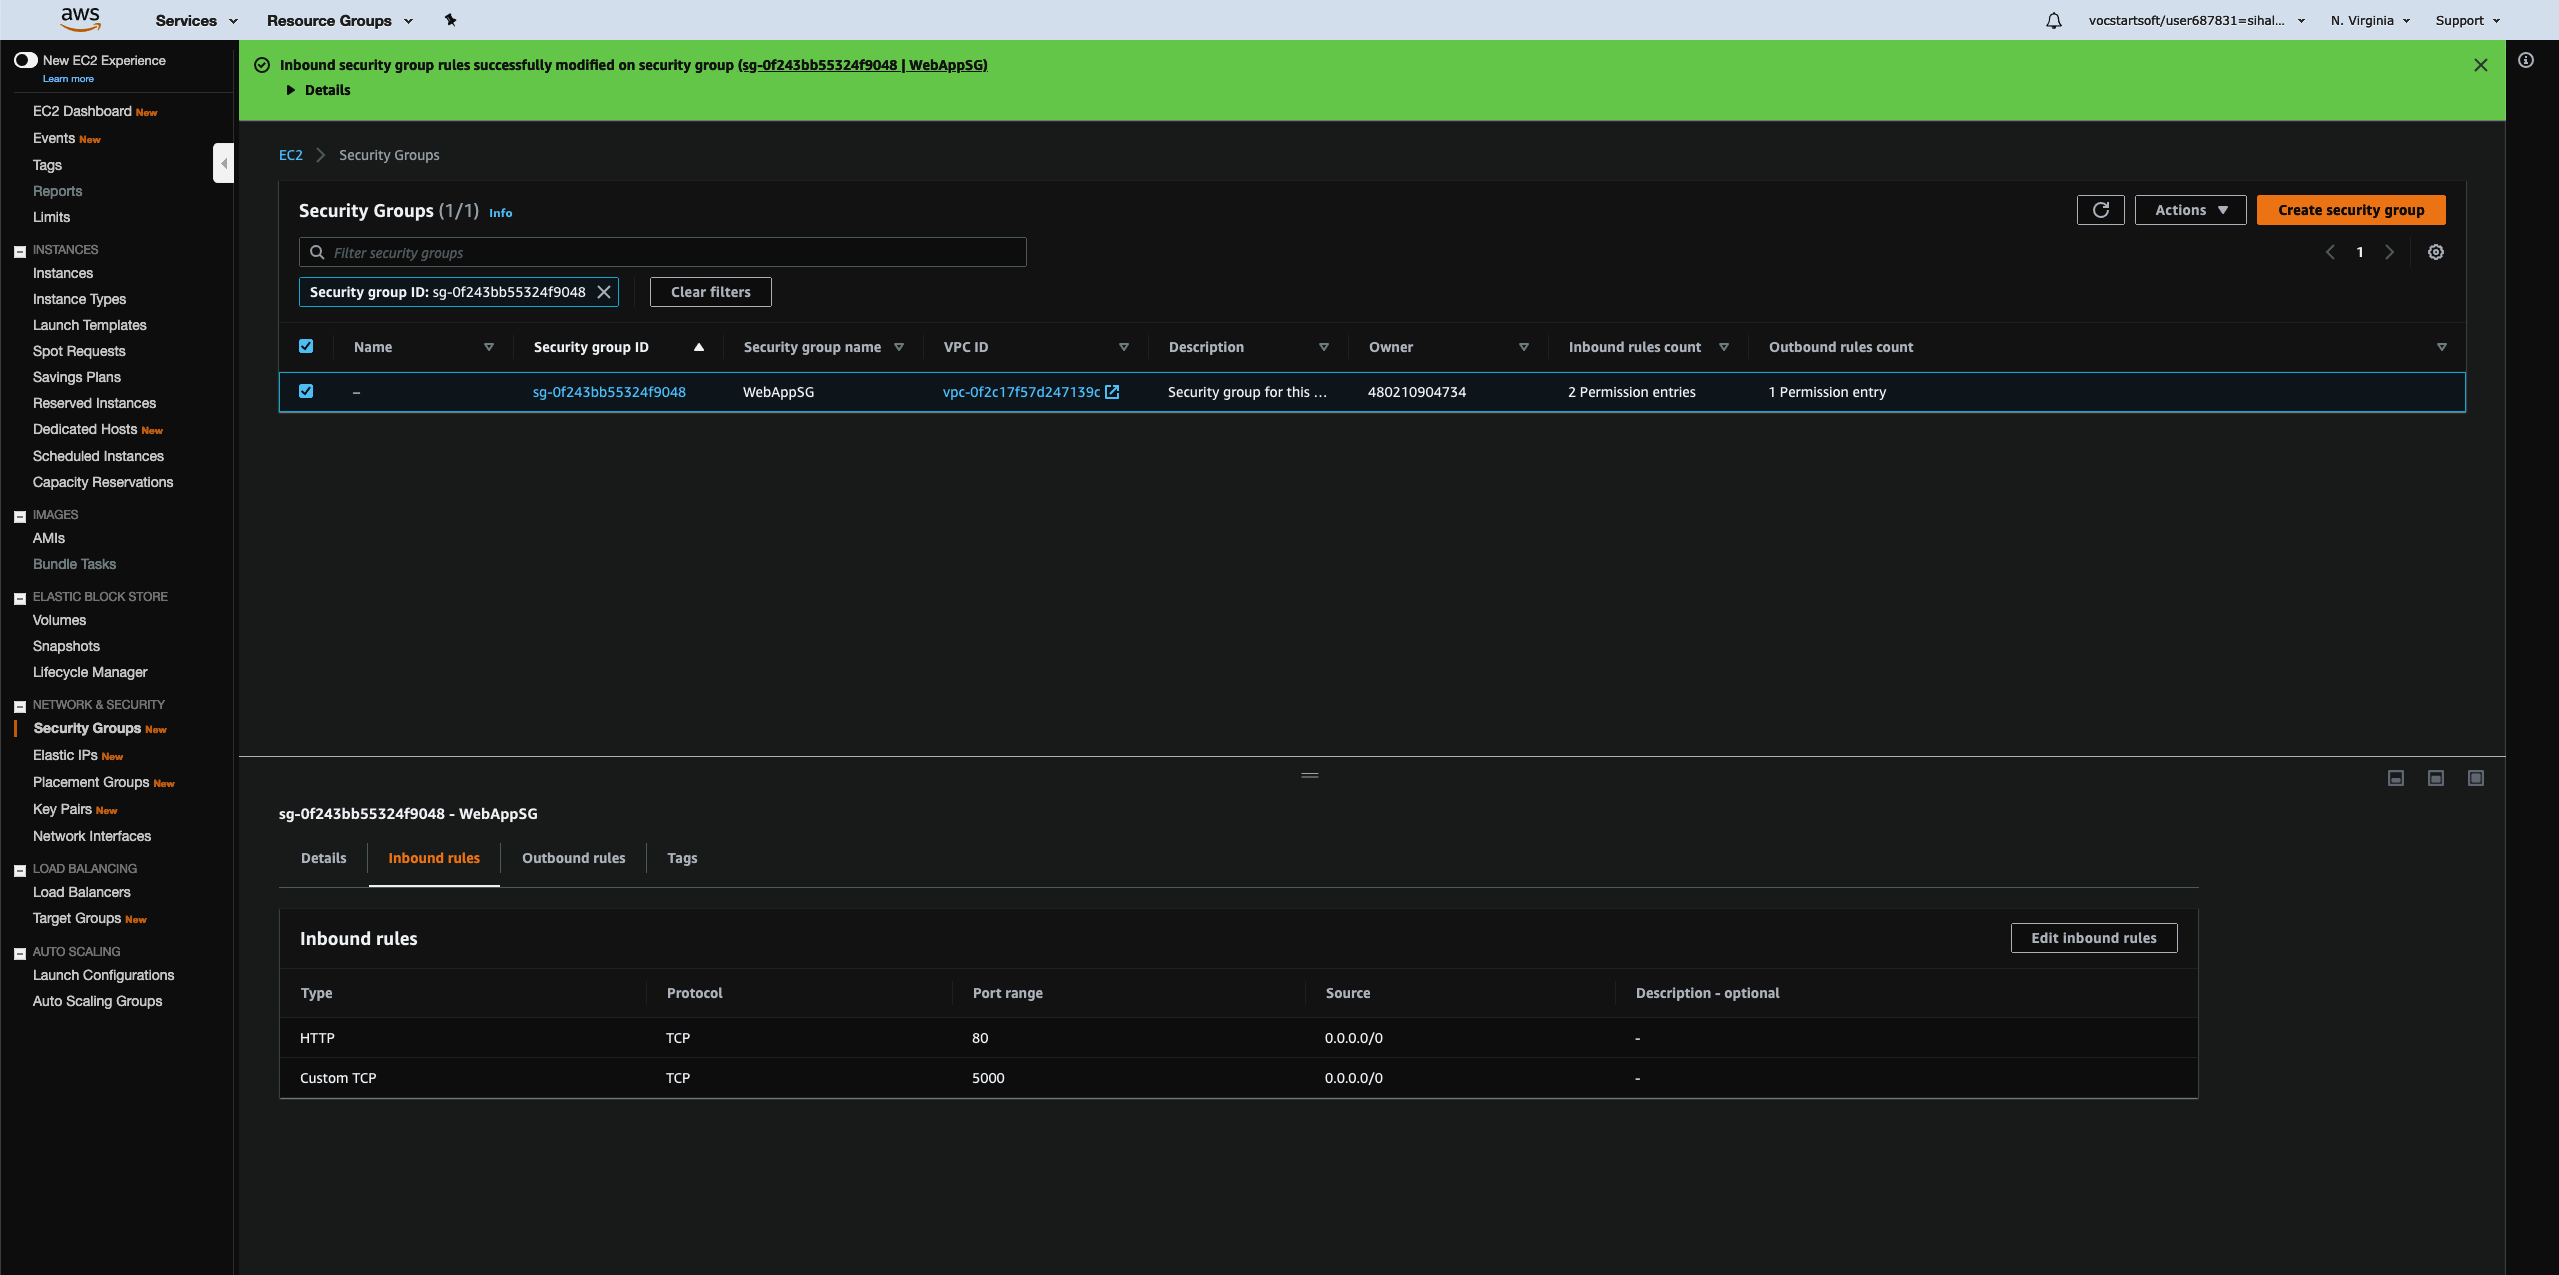 aws Services Resource Groups vocstartsoft/user687831=sihal... N. Virginia Support
New EC2 Experience
Learn more
EC2 Dashboard New
Events New
Tags
Reports
Limits
INSTANCES
Instances
Instance Types
Launch Templates
Spot Requests
Savings Plans
Reserved Instances
Dedicated Hosts New
Scheduled Instances
Capacity Reservations
IMAGES
AMIs
Bundle Tasks
ELASTIC BLOCK STORE
Volumes
Snapshots
Lifecycle Manager
NETWORK & SECURITY
Security Groups New
Elastic IPs New
Placement Groups New
Key Pairs New
Network Interfaces
LOAD BALANCING
Load Balancers
Target Groups New
AUTO SCALING
Launch Configurations
Auto Scaling Groups
Inbound security group rules successfully modified on security group (sg-0f243bb55324f9048 | WebAppSG)
Details
EC2 Security Groups
Security Groups (1/1) Info Actions Create security group
Filter security groups 1
Security group ID: sg-0f243bb55324f9048 Clear filters
Name Security group ID Security group name VPC ID Description Owner Inbound rules count Outbound rules count
– sg-0f243bb55324f9048 WebAppSG vpc-0f2c17f57d247139c Security group for this ... 480210904734 2 Permission entries 1 Permission entry
sg-0f243bb55324f9048 - WebAppSG
Details Inbound rules Outbound rules Tags
Inbound rules Edit inbound rules
Type Protocol Port range Source Description - optional
HTTP TCP 80 0.0.0.0/0 -
Custom TCP TCP 5000 0.0.0.0/0 -